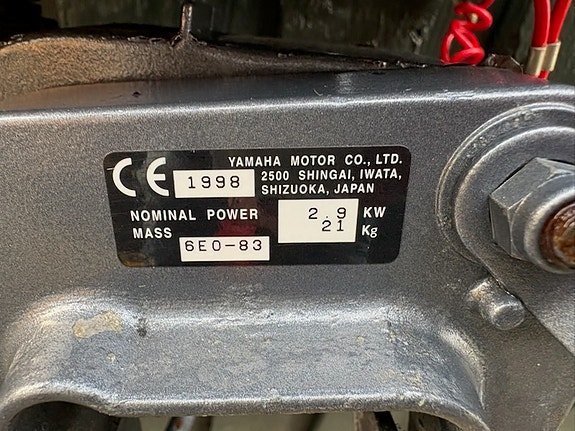 CE 1998 YAMAHA MOTOR CO., LTD.
2500 SHINGAI, IWATA,
SHIZUOKA, JAPAN
NOMINAL POWER 2.9 KW
MASS 21 Kg
6E0-83